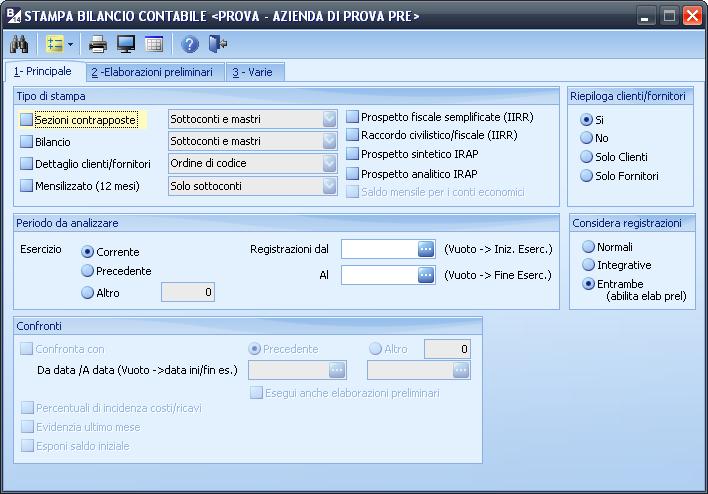 STAMPA BILANCIO CONTABILE <PROVA - AZIENDA DI PROVA PRE>
1- Principale
2 -Elaborazioni preliminari
3 - Varie
Tipo di stampa
Sezioni contrapposte
Sottoconti e mastri
Bilancio
Sottoconti e mastri
Dettaglio clienti/fornitori
Ordine di codice
Mensilizzato (12 mesi)
Solo sottoconti
Prospetto fiscale semplificate (IIRR)
Raccordo civilistico/fiscale (IIRR)
Prospetto sintetico IRAP
Prospetto analitico IRAP
Saldo mensile per i conti economici
Riepiloga clienti/fornitori
Si
No
Solo Clienti
Solo Fornitori
Periodo da analizzare
Esercizio
Corrente
Precedente
Altro
0
Registrazioni dal
(Vuoto -> Iniz. Eserc.)
Al
(Vuoto -> Fine Eserc.)
Considera registrazioni
Normali
Integrative
Entrambe
(abilita elab prel)
Confronti
Confronta con
Precedente
Altro
0
Da data /A data (Vuoto ->data ini/fin es.)
Esegui anche elaborazioni preliminari
Percentuali di incidenza costi/ricavi
Evidenzia ultimo mese
Esponi saldo iniziale